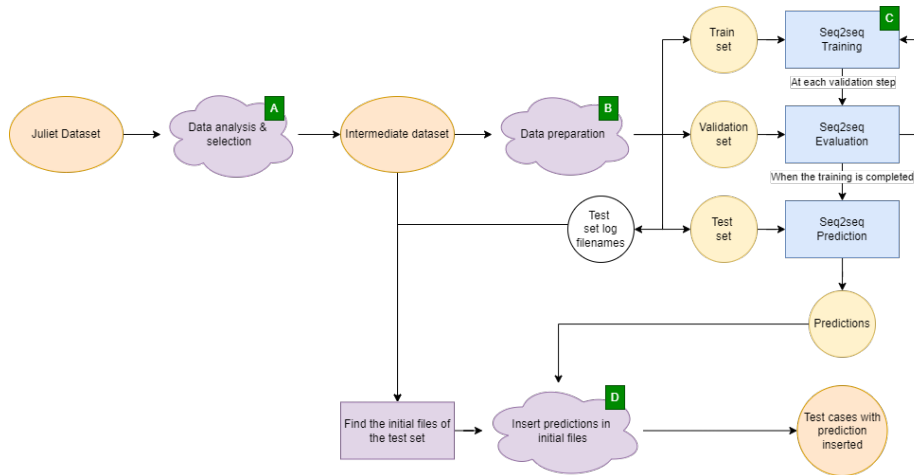 Train
set
C
Seq2seq
Training
At each validation step
A
B
Juliet Dataset
Data analysis &
selection
Intermediate dataset
Data preparation
Validation
set
Seq2seq
Evaluation
When the training is completed
Test
set log
filenames
Test
set
Seq2seq
Prediction
Predictions
D
Find the initial files of
the test set
Insert predictions in
initial files
Test cases with
prediction
inserted